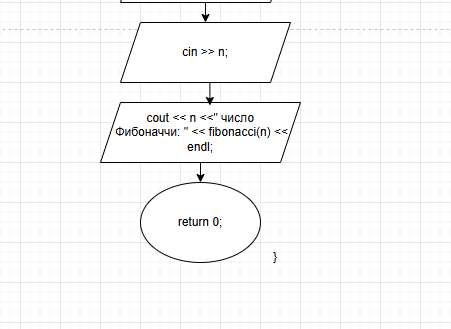 cin >> n;
cout << n <<" число
Фибоначчи: " << fibonacci(n) <<
endl;
return 0;
}